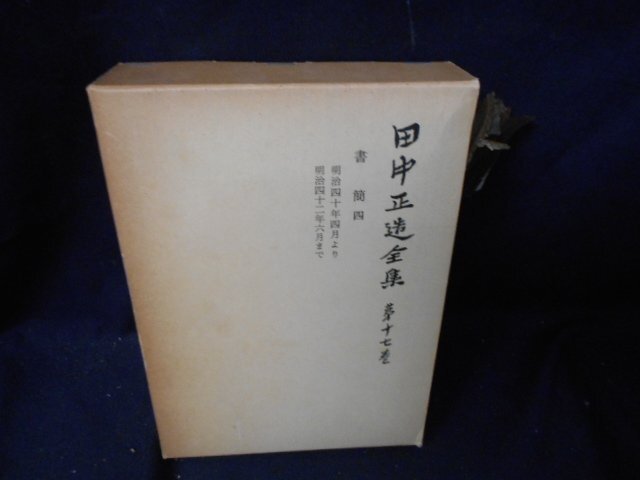 田中正造全集 第十七巻
書簡四
明治四十年四月より
明治四十二年六月まで